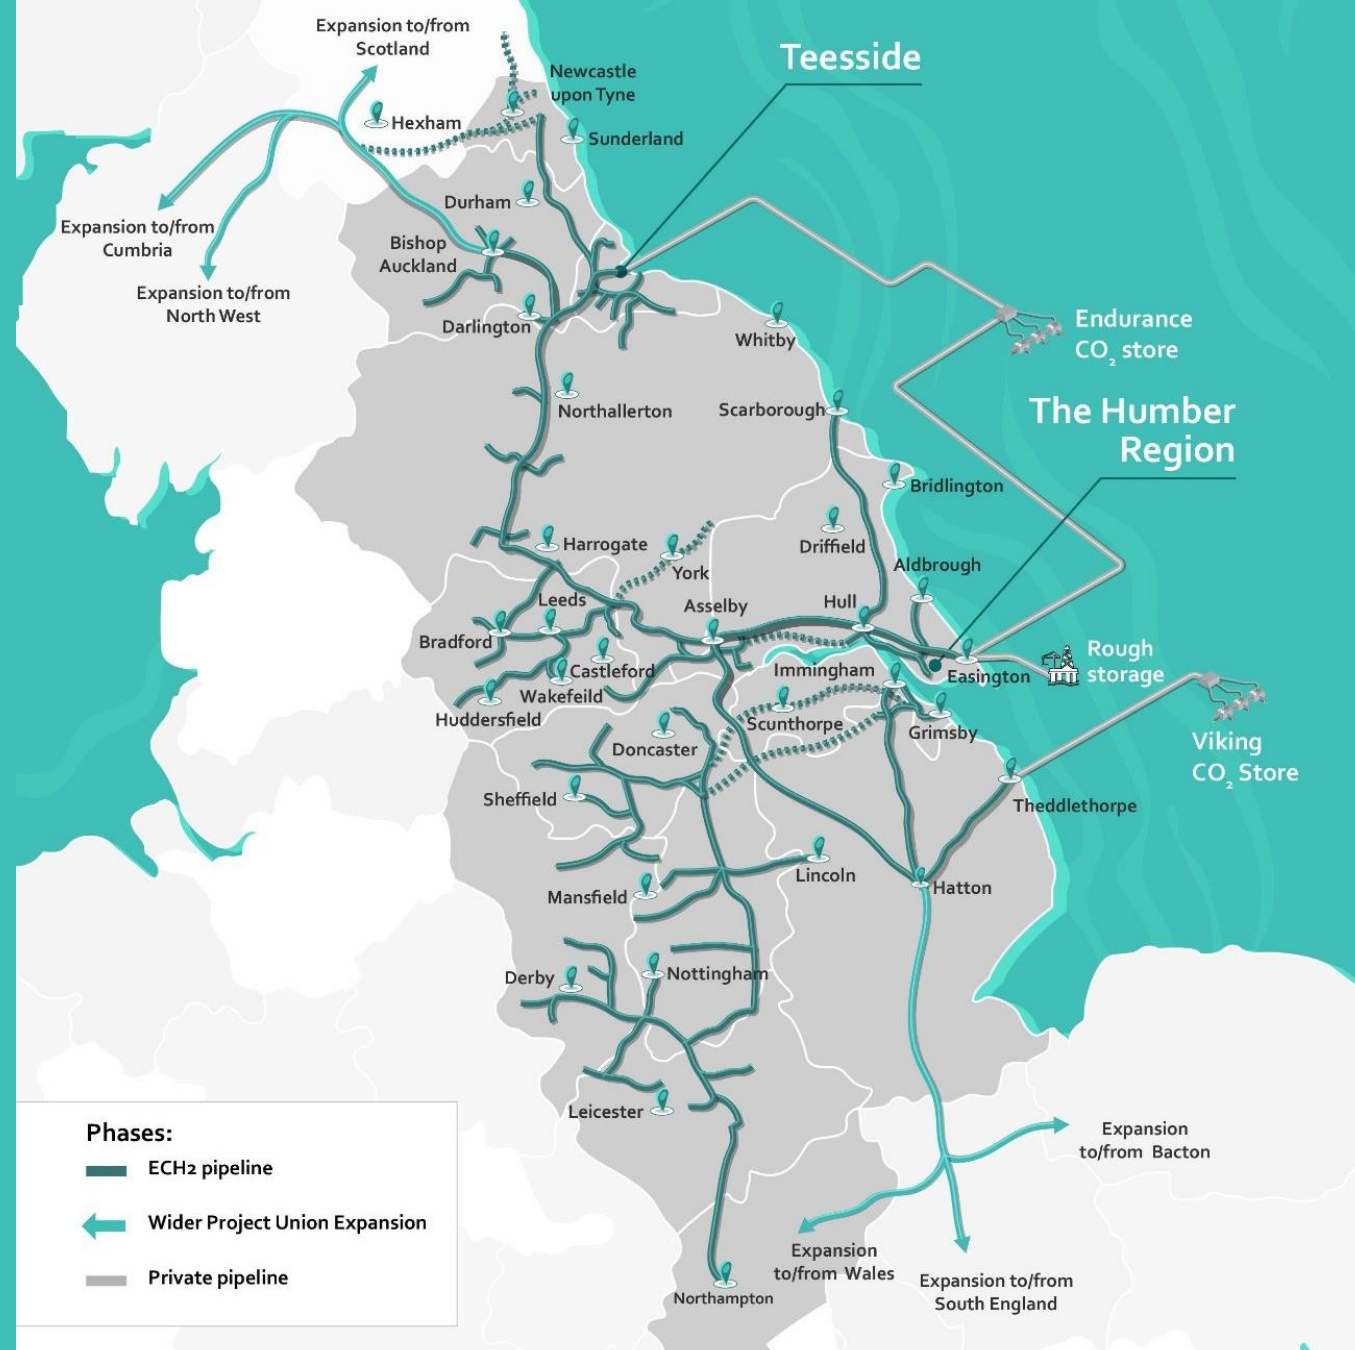 Expansion to/from
Scotland
Teesside
Newcastle
upon Tyne
Hexham
Sunderland
Durham
Expansion to/from
Cumbria
Bishop
Auckland
Expansion to/from
North West
Darlington
Whitby
Endurance
CO₂ store
Northallerton
Scarborough
The Humber
Region
Bridlington
Harrogate
Driffield
York
Aldbrough
Leeds
Asselby
Hull
Bradford
Castleford
Immingham
Easington
Rough
storage
Wakefeild
Huddersfield
Scunthorpe
Grimsby
Doncaster
Viking
CO₂ Store
Sheffield
Theddlethorpe
Lincoln
Hatton
Mansfield
Derby
Nottingham
Leicester
Phases:
ECH2 pipeline
Wider Project Union Expansion
Private pipeline
Expansion
to/from Bacton
Expansion
to/from Wales
Expansion to/from
South England
Northampton